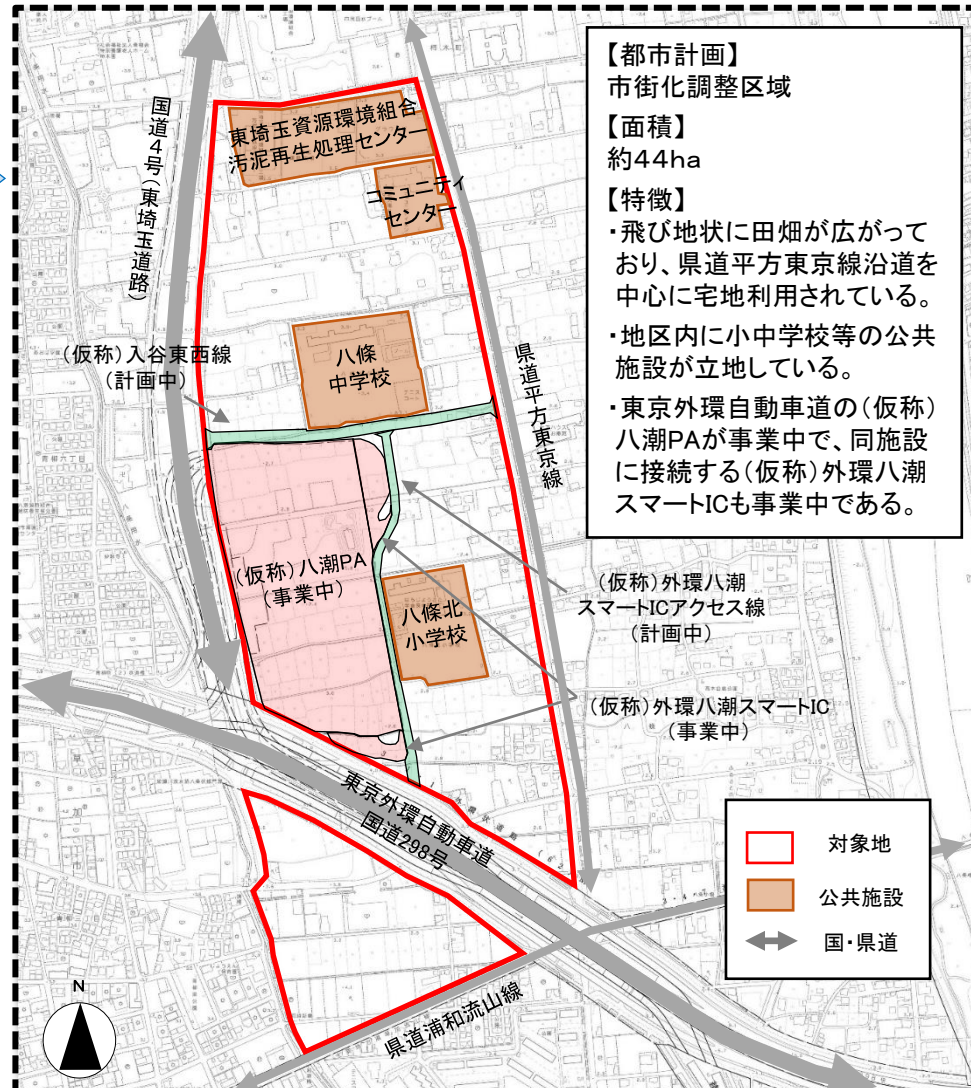 【都市計画】
市街化調整区域
【面積】
約44ha
【特徴】
・飛び地状に田畑が広がって
おり、県道平方東京線沿道を
中心に宅地利用されている。
・地区内に小中学校等の公共
施設が立地している。
・東京外環自動車道の(仮称)
八潮PAが事業中で、同施設
に接続する(仮称)外環八潮
スマートICも事業中である。
国道4号(東埼玉道路)
東埼玉資源環境組合
汚泥再生処理センター
コミュニティ
センター
(仮称)入谷東西線
(計画中)
八條
中学校
県道平方東京線
(仮称)八潮PA
(事業中)
八條北
小学校
(仮称)外環八潮
スマートICアクセス線
(計画中)
(仮称)外環八潮スマートIC
(事業中)
東京外環自動車道
国道298号
県道浦和流山線
対象地
公共施設
国・県道
N